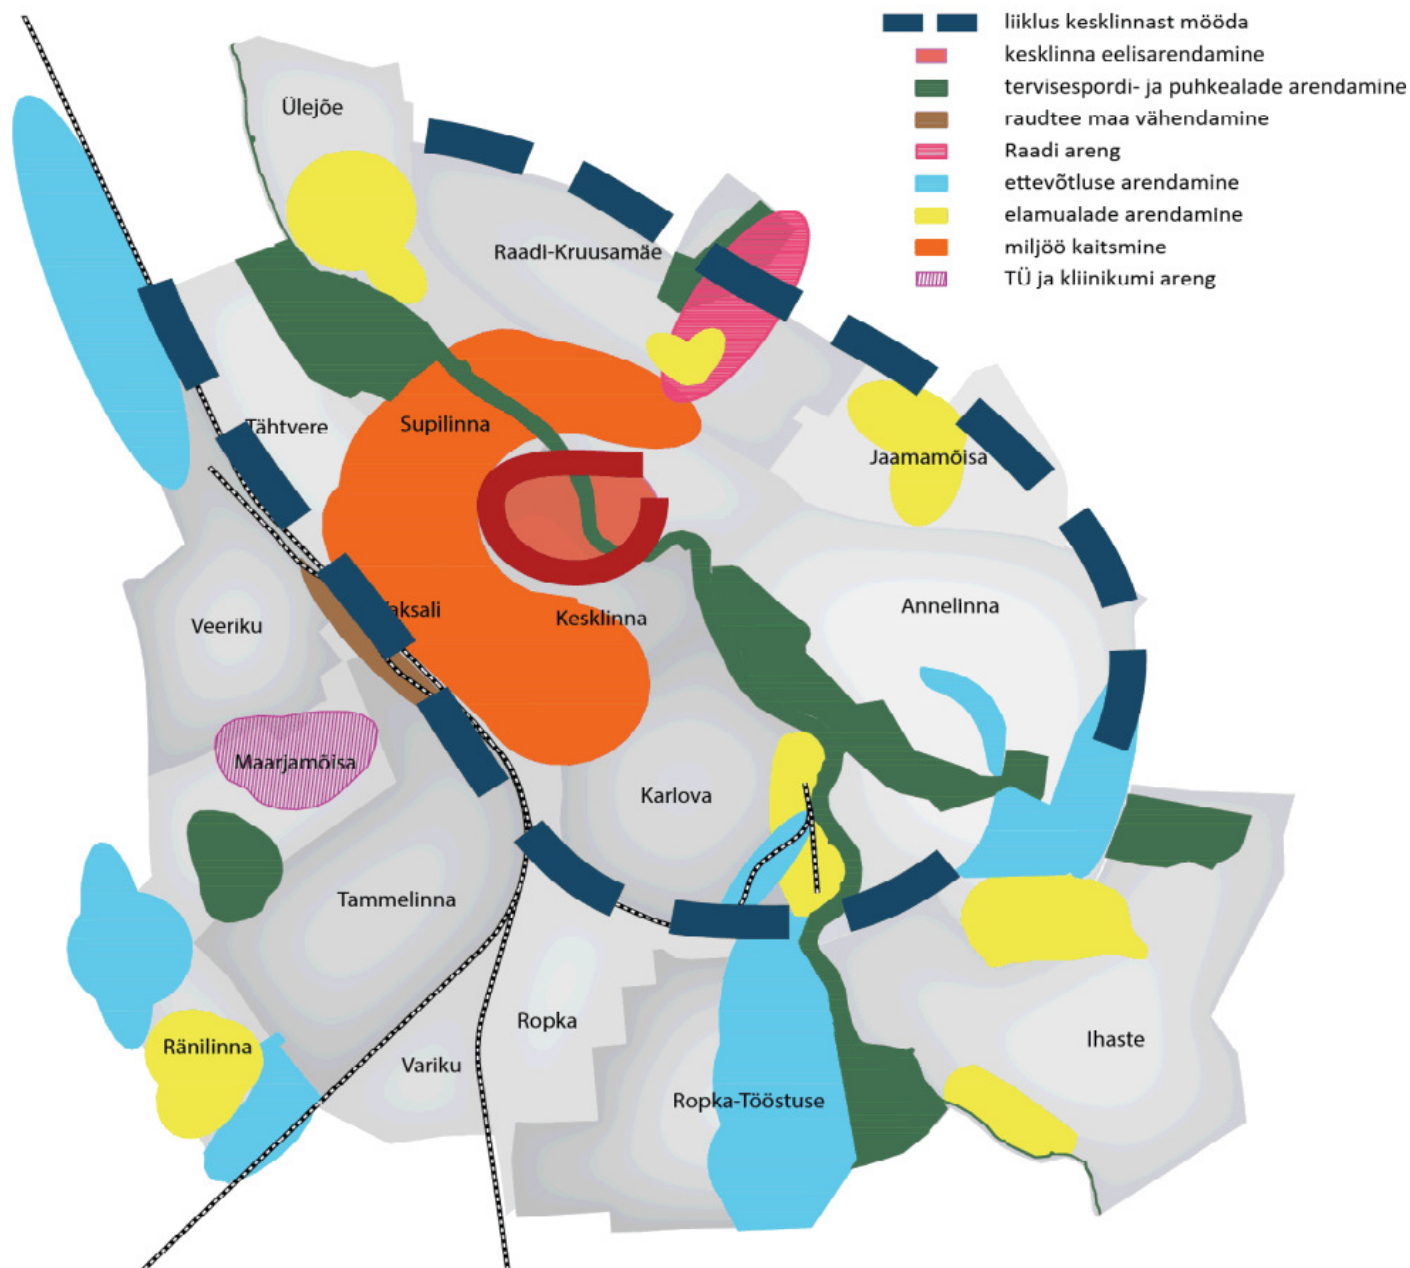 liiklus kesklinnast mööda
kesklinna eelisarendamine
tervisespordi- ja puhkealade arendamine
raudtee maa vähendamine
Raadi areng
ettevõtluse arendamine
elamualade arendamine
miljöö kaitsmine
TÜ ja kliinikumi areng
Ülejõe
Raadi-Kruusamäe
Tähtvere
Supilinna
Jaamamõisa
Annelinna
aksali
Kesklinna
Veeriku
Maarjamõisa
Karlova
Tammelinna
Ropka
Ränilinna
Variku
Ropka-Tööstuse
Ihaste